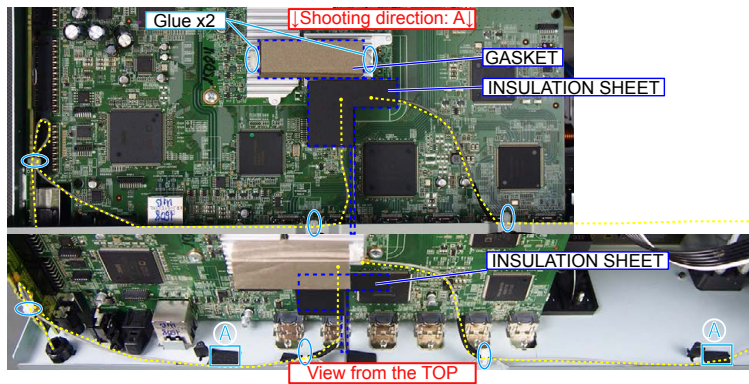 Glue x2
↓Shooting direction: A↓
GASKET
INSULATION SHEET
INSULATION SHEET
A
A
View from the TOP